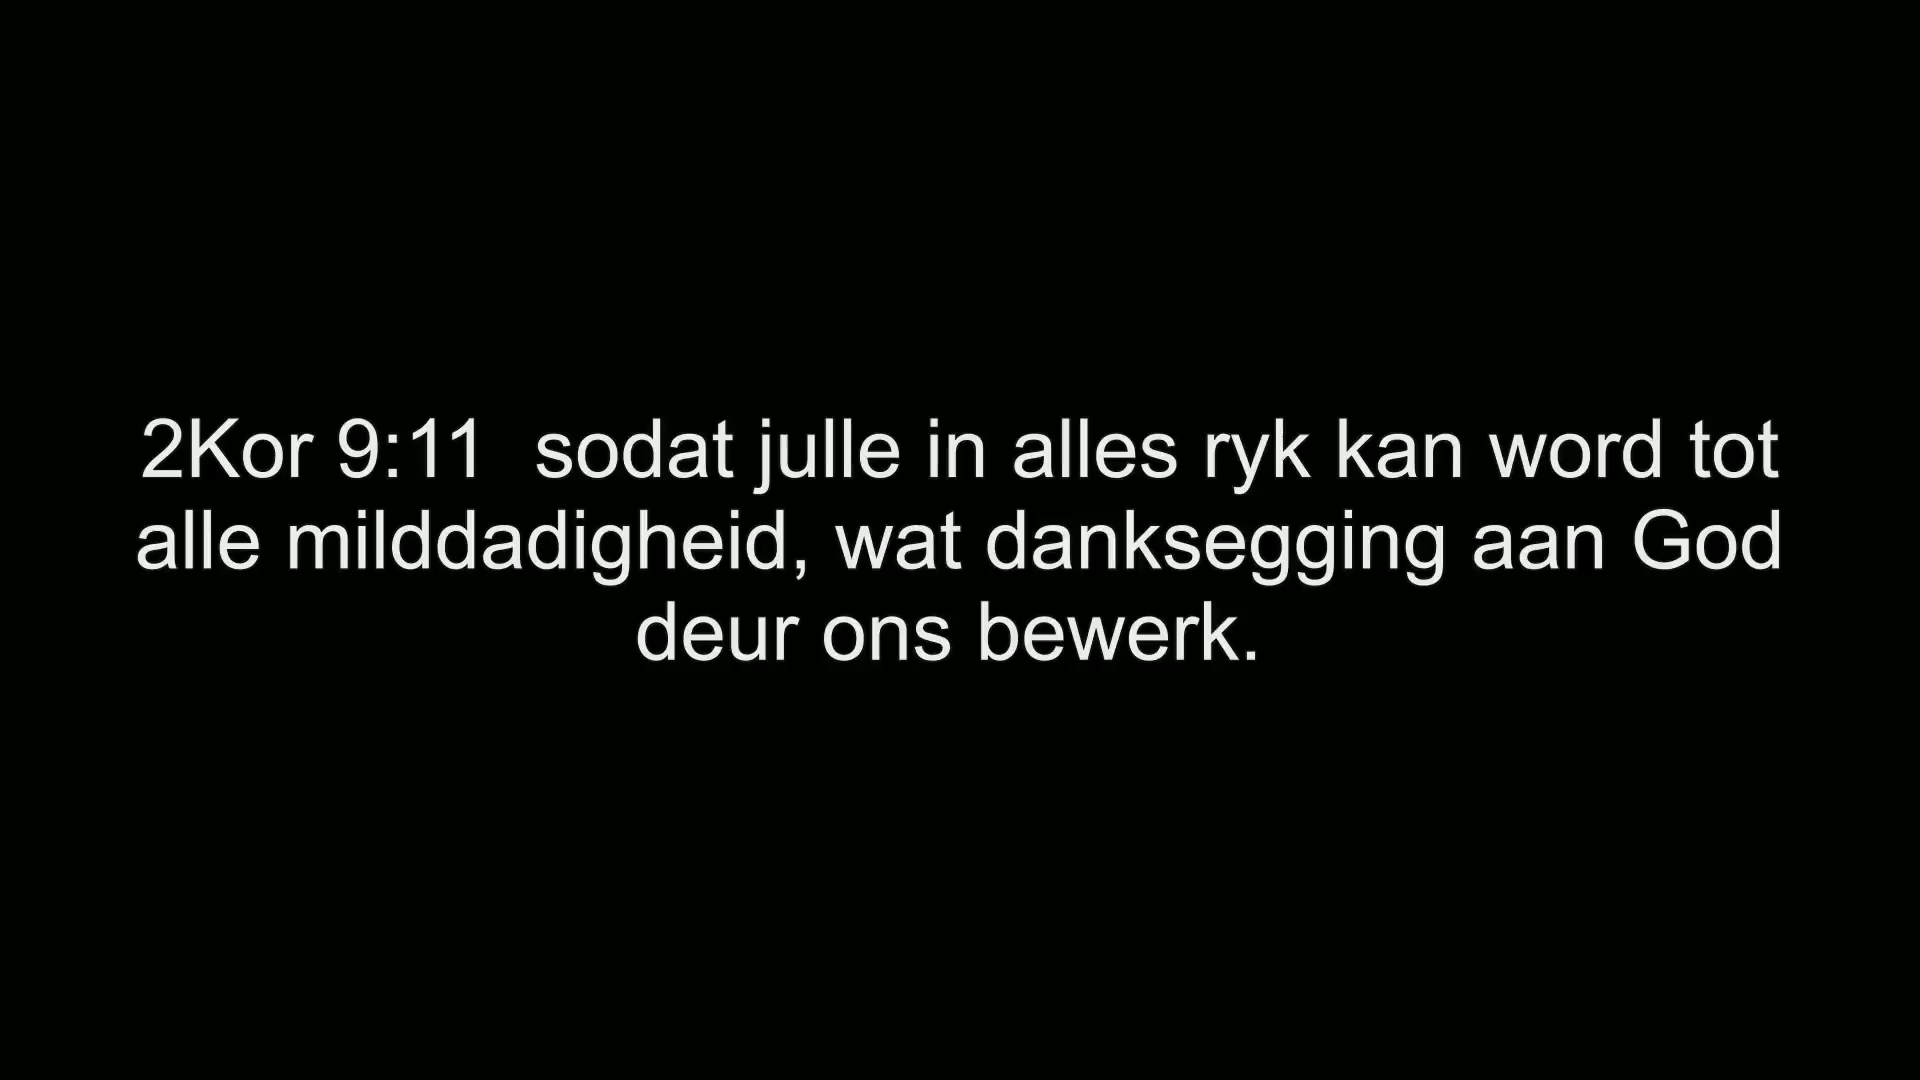 2Kor 9:11  sodat julle in alles ryk kan word tot
alle milddadigheid, wat danksegging aan God
deur ons bewerk.